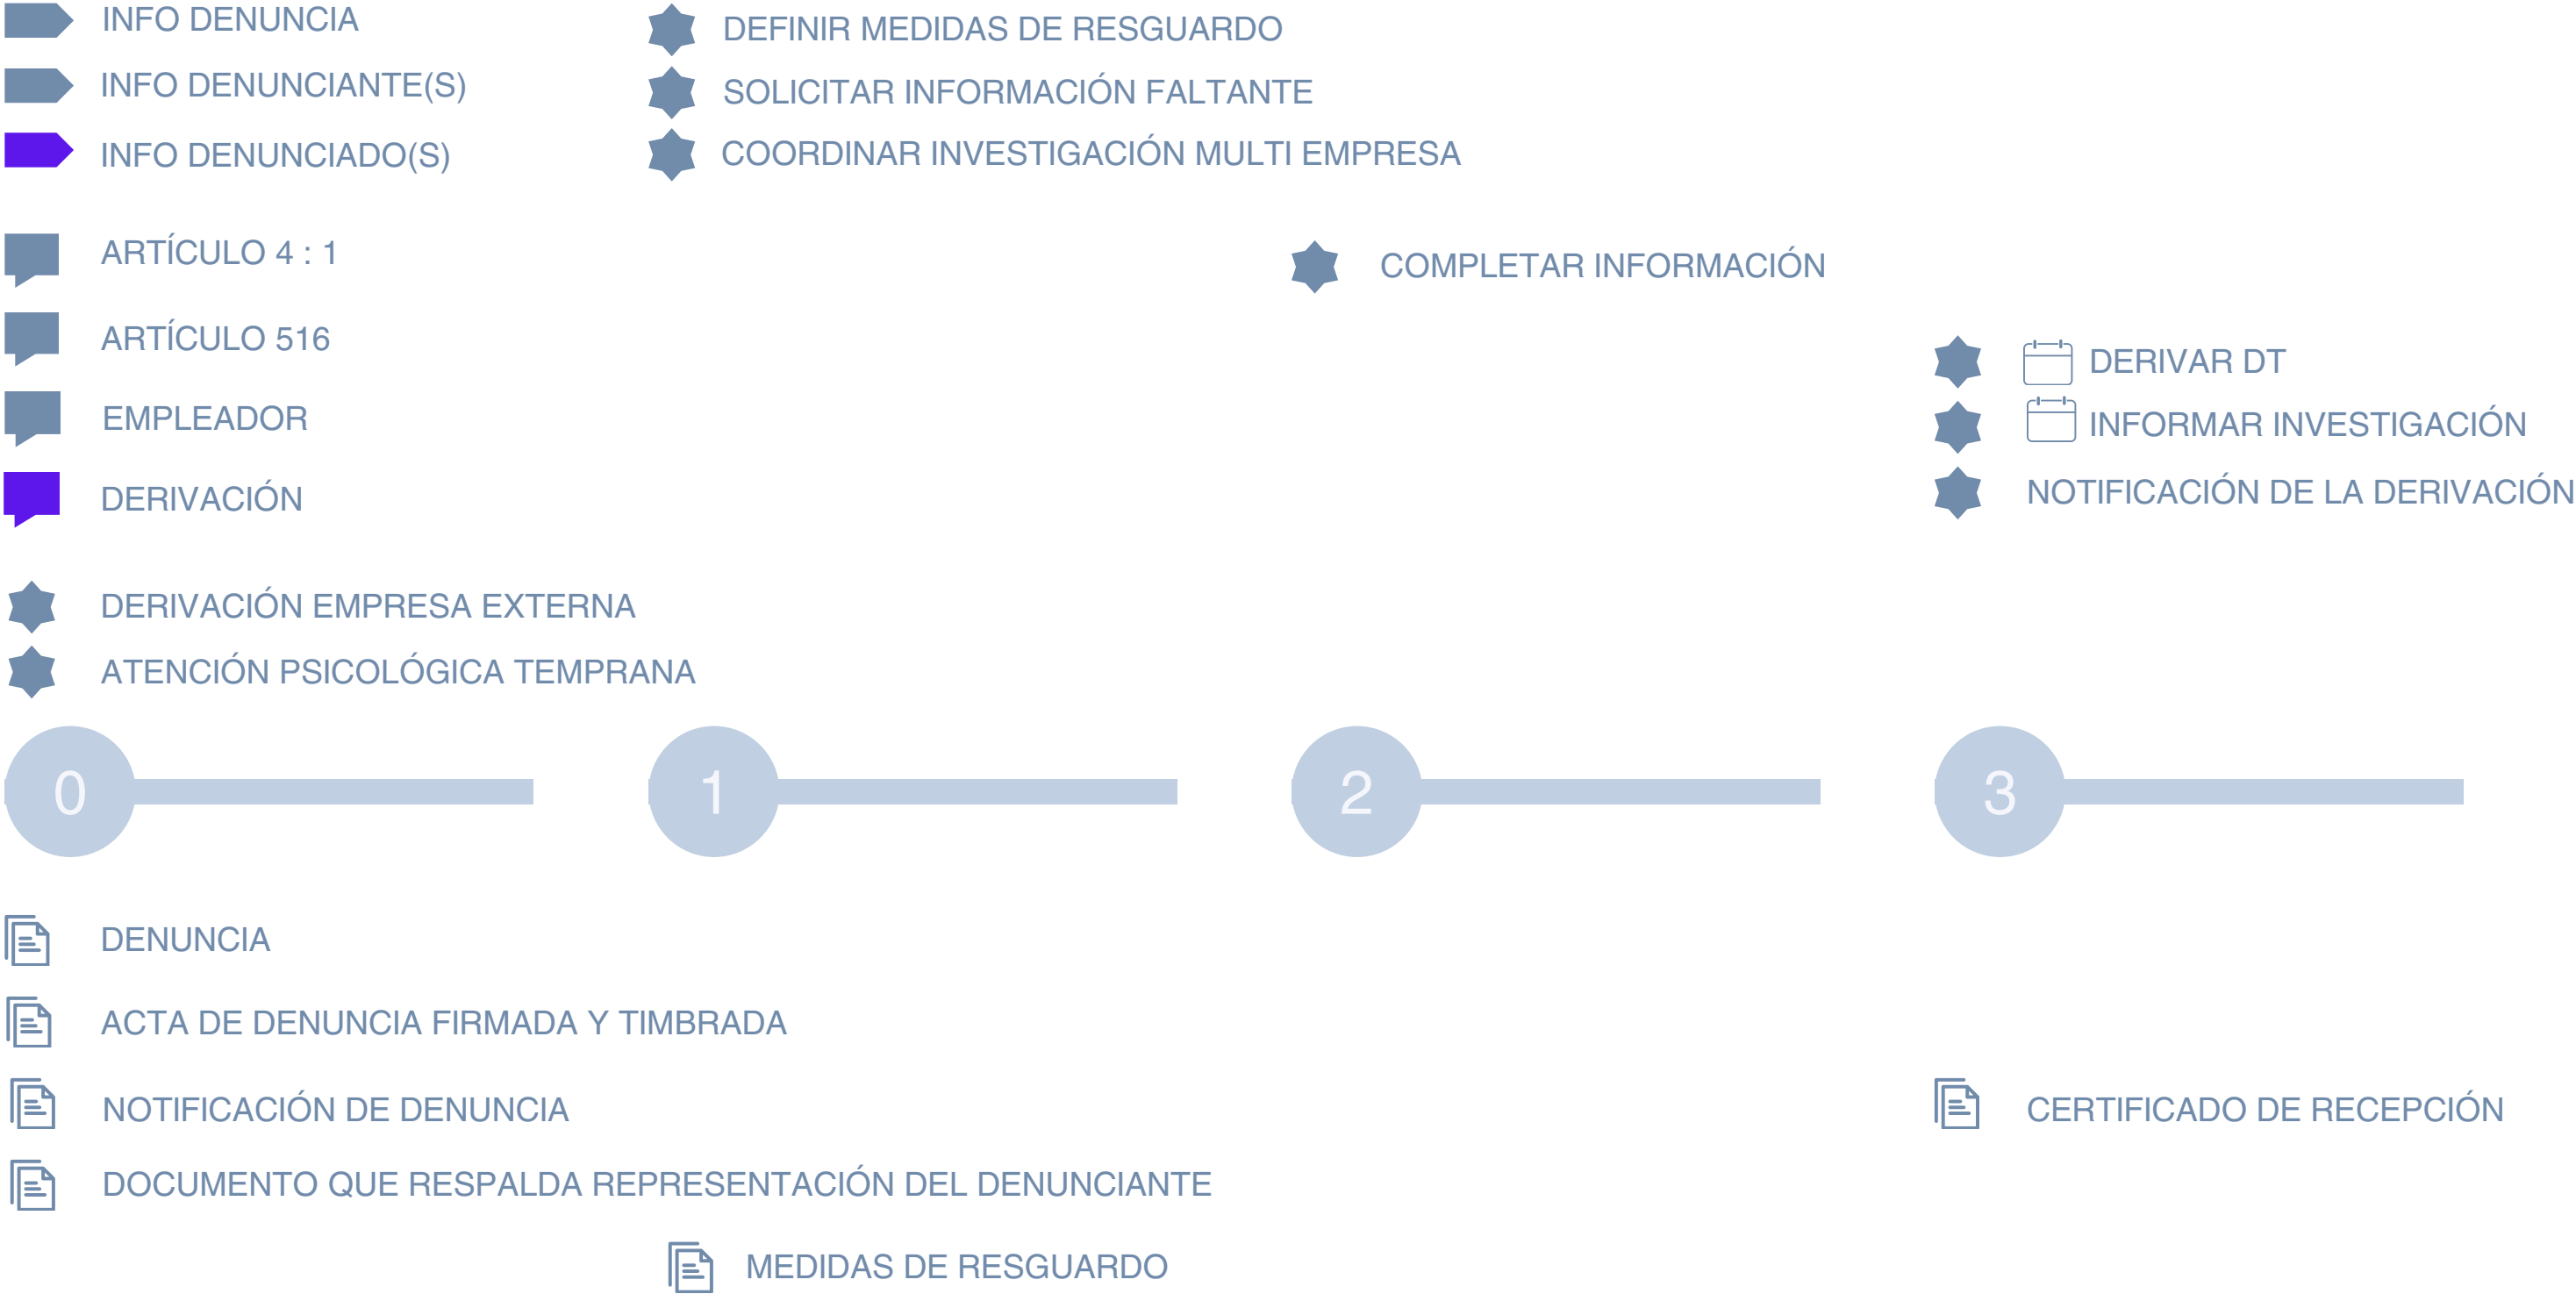 INFO DENUNCIA
INFO DENUNCIANTE(S)
INFO DENUNCIADO(S)
DEFINIR MEDIDAS DE RESGUARDO
SOLICITAR INFORMACIÓN FALTANTE
COORDINAR INVESTIGACIÓN MULTI EMPRESA
ARTÍCULO 4 : 1
ARTÍCULO 516
EMPLEADOR
DERIVACIÓN
COMPLETAR INFORMACIÓN
DERIVAR DT
INFORMAR INVESTIGACIÓN
NOTIFICACIÓN DE LA DERIVACIÓN
DERIVACIÓN EMPRESA EXTERNA
ATENCIÓN PSICOLÓGICA TEMPRANA
0
1
2
3
DENUNCIA
ACTA DE DENUNCIA FIRMADA Y TIMBRADA
NOTIFICACIÓN DE DENUNCIA
DOCUMENTO QUE RESPALDA REPRESENTACIÓN DEL DENUNCIANTE
MEDIDAS DE RESGUARDO
CERTIFICADO DE RECEPCIÓN